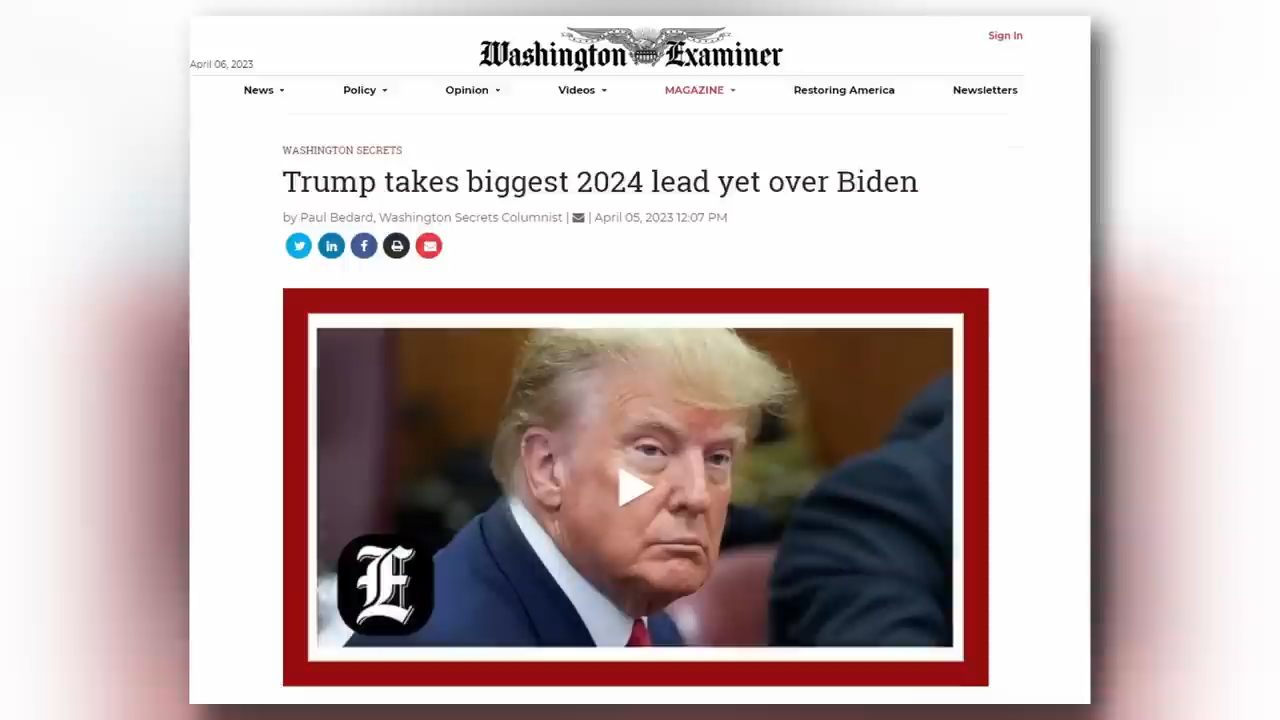 Washington Examiner
Sign In
April 06, 2023
News
Policy
Opinion
Videos
MAGAZINE
Restoring America
Newsletters
WASHINGTON SECRETS
Trump takes biggest 2024 lead yet over Biden
by Paul Bedard, Washington Secrets Columnist | | April 05, 2023 12:07 PM
in
f
E